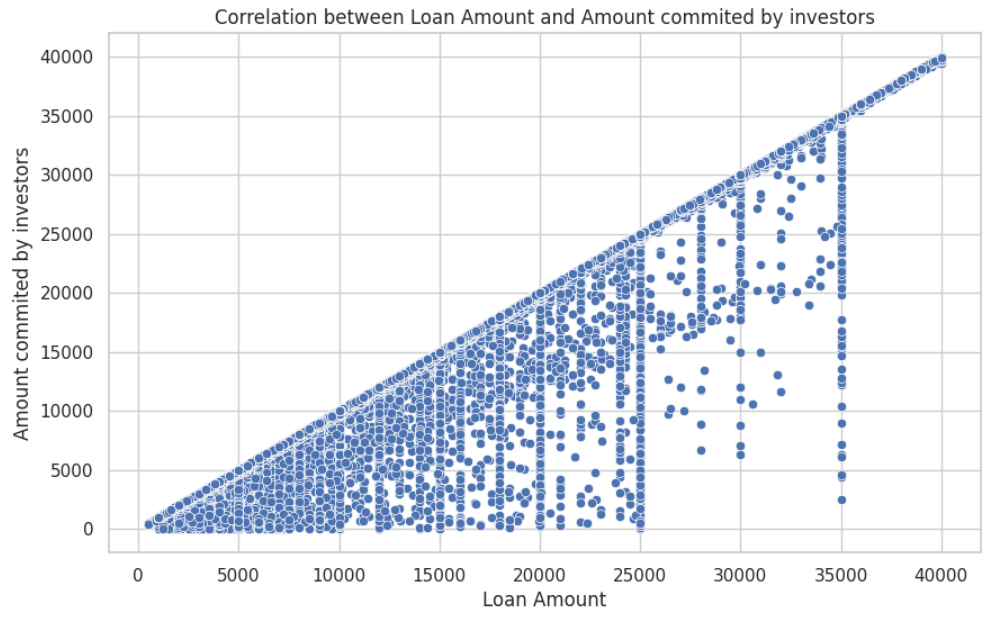 Correlation between Loan Amount and Amount commited by investors
40000
35000
30000
25000
20000
15000
10000
5000
0
Amount commited by investors
0 5000 10000 15000 20000 25000 30000 35000 40000
Loan Amount